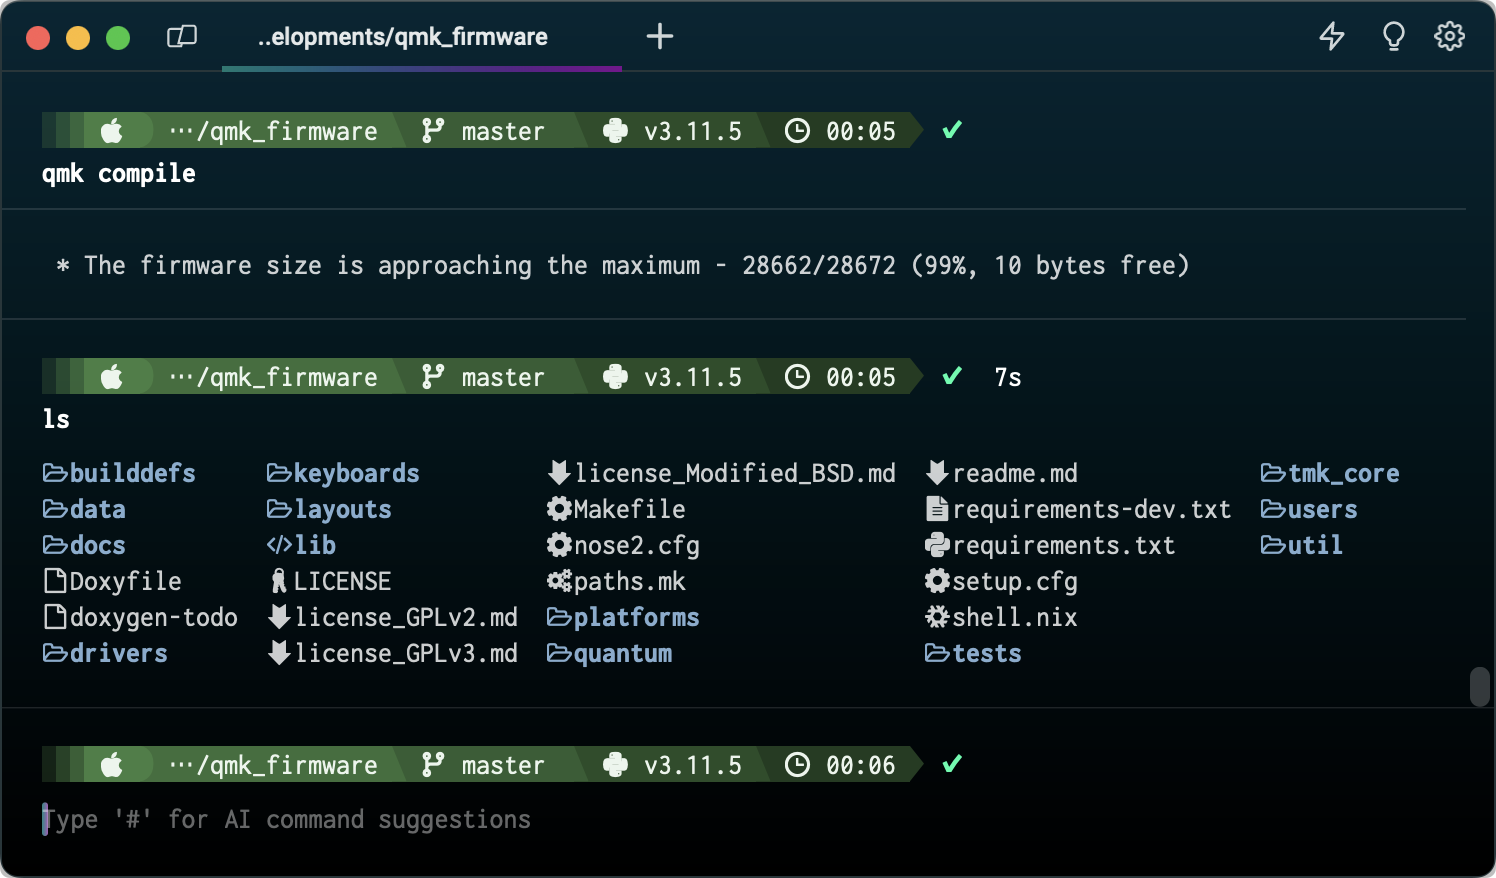 ..elopments/qmk_firmware
···/qmk_firmware master v3.11.5 00:05 ✓
qmk compile
* The firmware size is approaching the maximum - 28662/28672 (99%, 10 bytes free)
···/qmk_firmware master v3.11.5 00:05 ✓ 7s
ls
builddefs keyboards license_Modified_BSD.md readme.md tmk_core
data layouts Makefile requirements-dev.txt users
docs lib nose2.cfg requirements.txt util
Doxyfile LICENSE paths.mk setup.cfg
doxygen-todo license_GPLv2.md platforms shell.nix
drivers license_GPLv3.md quantum tests
···/qmk_firmware master v3.11.5 00:06 ✓
Type '#' for AI command suggestions